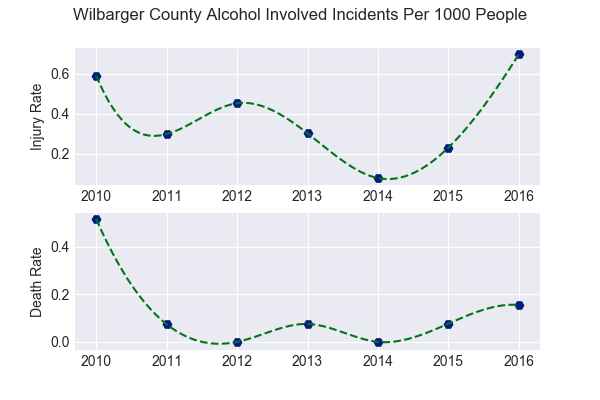 Wilbarger County Alcohol Involved Incidents Per 1000 People
Injury Rate
0.6
0.4
0.2
2010 2011 2012 2013 2014 2015 2016
Death Rate
0.4
0.2
0.0
2010 2011 2012 2013 2014 2015 2016